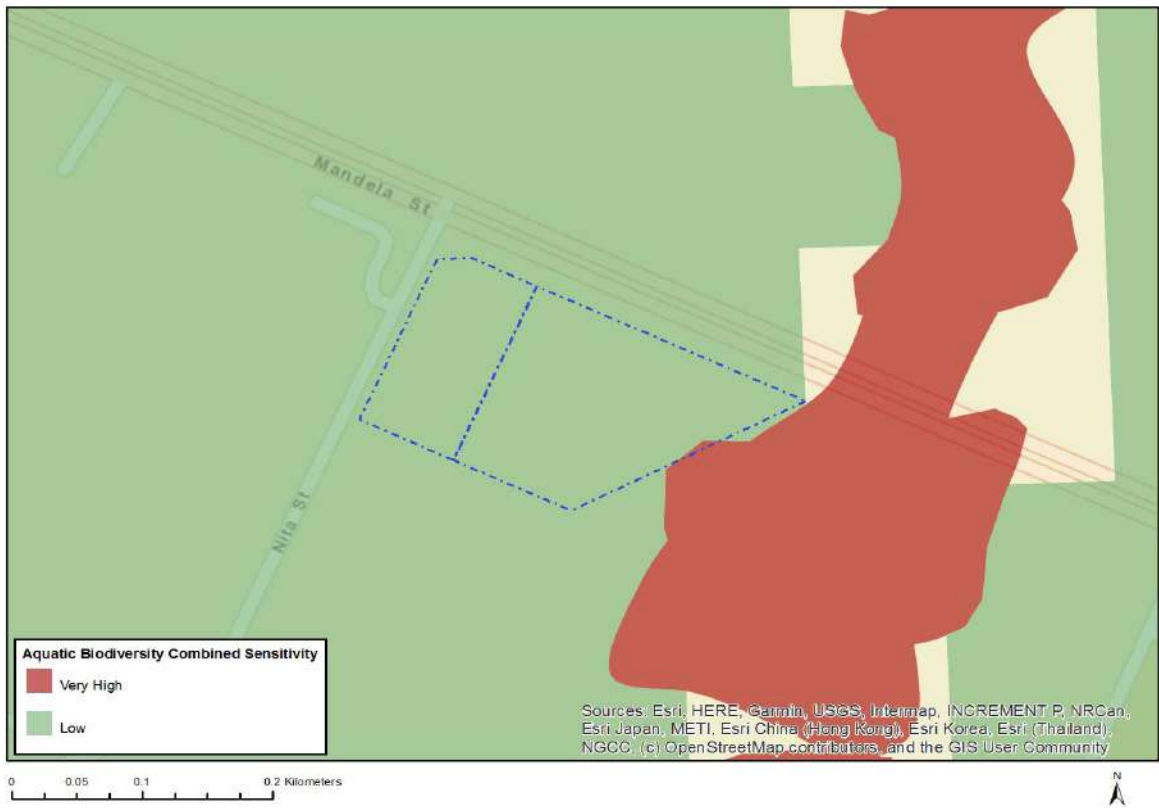 Mandela St
Nita St
Aquatic Biodiversity Combined Sensitivity
Very High
Low
Sources: Esri, HERE, Garmin, USGS, Intermap, INCREMENT P, NRCan,
Esri Japan, METI, Esri China (Hong Kong), Esri Korea, Esri (Thailand),
NGCC, (c) OpenStreetMap contributors, and the GIS User Community
0 0.05 0.1 0.2 Kilometers
N